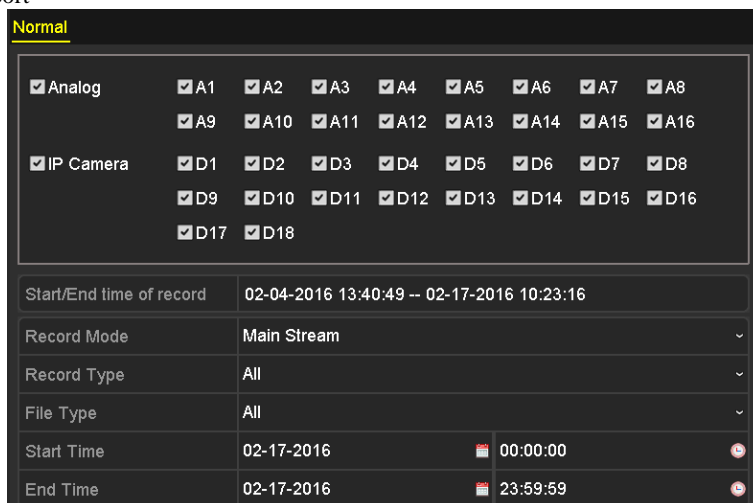 Normal
Analog A1 A2 A3 A4 A5 A6 A7 A8
A9 A10 A11 A12 A13 A14 A15 A16
IP Camera D1 D2 D3 D4 D5 D6 D7 D8
D9 D10 D11 D12 D13 D14 D15 D16
D17 D18
Start/End time of record 02-04-2016 13:40:49 -- 02-17-2016 10:23:16
Record Mode Main Stream
Record Type All
File Type All
Start Time 02-17-2016 00:00:00
End Time 02-17-2016 23:59:59